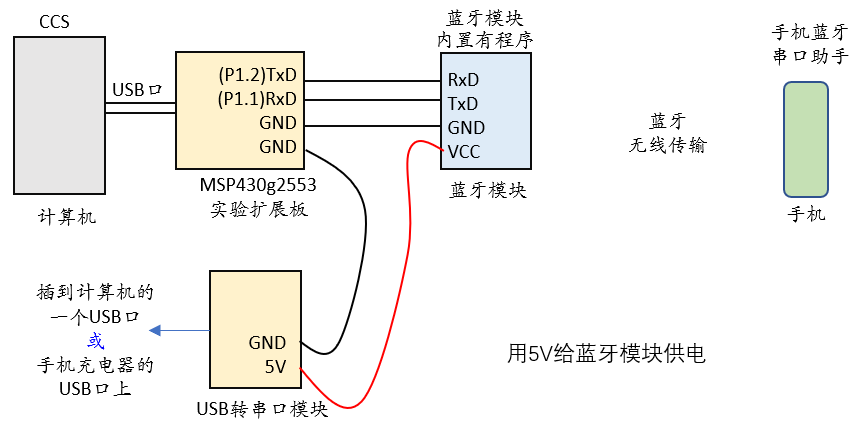 CCS
计算机
USB口
(P1.2)TxD
(P1.1)RxD
GND
GND
MSP430g2553
实验扩展板
蓝牙模块
内置有程序
RxD
TxD
GND
VCC
蓝牙模块
蓝牙
无线传输
手机蓝牙
串口助手
手机
插到计算机的
一个USB口
或
手机充电器的
USB口上
GND
5V
USB转串口模块
用5V给蓝牙模块供电